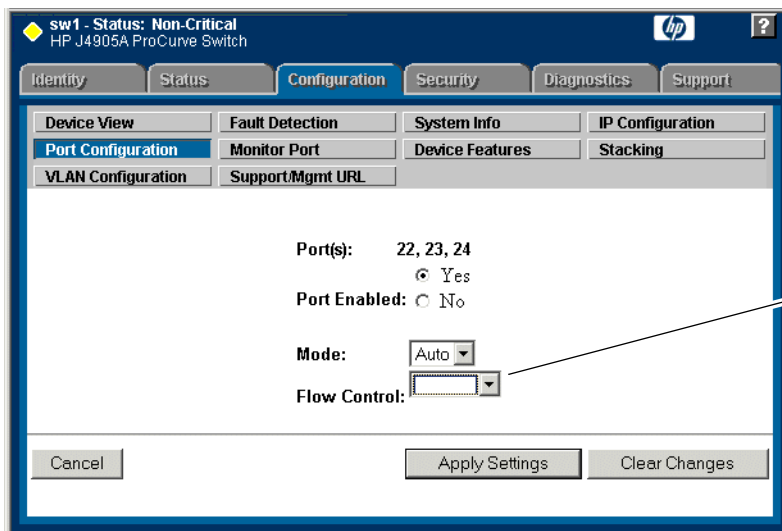 sw1 - Status: Non-Critical
HP J4905A ProCurve Switch
hp
?
Identity Status Configuration Security Diagnostics Support
Device View Fault Detection System Info IP Configuration
Port Configuration Monitor Port Device Features Stacking
VLAN Configuration Support/Mgmt URL
Port(s): 22, 23, 24
Yes
Port Enabled: No
Mode: Auto
Flow Control:
Cancel Apply Settings Clear Changes